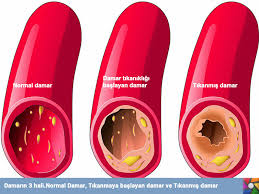 Normal damar
Damar tıkanıklığı
başlayan damar
Tıkanmış damar
Damarın 3 hali.Normal Damar, Tıkanmaya başlayan damar ve Tıkanmış damar